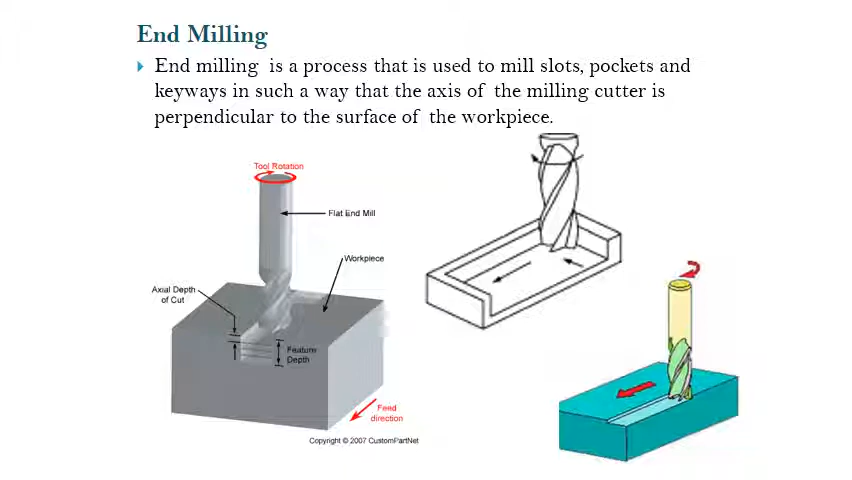 End Milling
End milling is a process that is used to mill slots, pockets and
keyways in such a way that the axis of the milling cutter is
perpendicular to the surface of the workpiece.
Tool Rotation
Flat End Mill
Workpiece
Axial Depth
of Cut
Feature
Depth
Feed
direction
Copyright © 2007 CustomPartNet